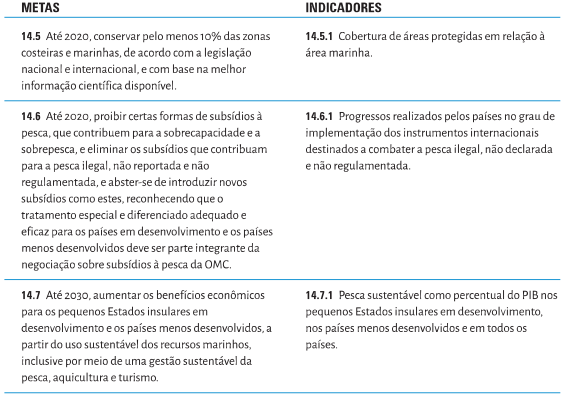 METAS
INDICADORES
14.5 Até 2020, conservar pelo menos 10% das zonas
costeiras e marinhas, de acordo com a legislação
nacional e internacional, e com base na melhor
informação científica disponível.
14.5.1 Cobertura de áreas protegidas em relação à
área marinha.
14.6 Até 2020, proibir certas formas de subsídios à
pesca, que contribuem para a sobrecapacidade e a
sobrepesca, e eliminar os subsídios que contribuam
para a pesca ilegal, não reportada e não
regulamentada, e abster-se de introduzir novos
subsídios como estes, reconhecendo que o
tratamento especial e diferenciado adequado e
eficaz para os países em desenvolvimento e os países
menos desenvolvidos deve ser parte integrante da
negociação sobre subsídios à pesca da OMC.
14.6.1 Progressos realizados pelos países no grau de
implementação dos instrumentos internacionais
destinados a combater a pesca ilegal, não declarada
e não regulamentada.
14.7 Até 2030, aumentar os benefícios econômicos
para os pequenos Estados insulares em
desenvolvimento e os países menos desenvolvidos, a
partir do uso sustentável dos recursos marinhos,
inclusive por meio de uma gestão sustentável da
pesca, aquicultura e turismo.
14.7.1 Pesca sustentável como percentual do PIB nos
pequenos Estados insulares em desenvolvimento,
nos países menos desenvolvidos e em todos os
países.